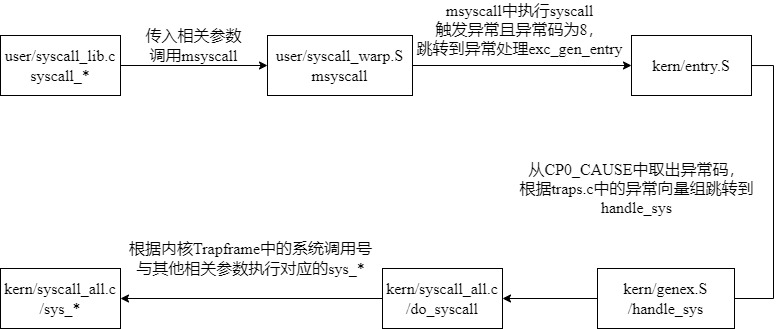 user/syscall_lib.c
syscall_*
传入相关参数
调用msyscall
user/syscall_warp.S
msyscall
msyscall中执行syscall
触发异常且异常码为8，
跳转到异常处理exc_gen_entry
kern/entry.S
从CP0_CAUSE中取出异常码，
根据traps.c中的异常向量组跳转到
handle_sys
kern/genex.S
/handle_sys
kern/syscall_all.c
/do_syscall
根据内核Trapframe中的系统调用号
与其他相关参数执行对应的sys_*
kern/syscall_all.c
/sys_*